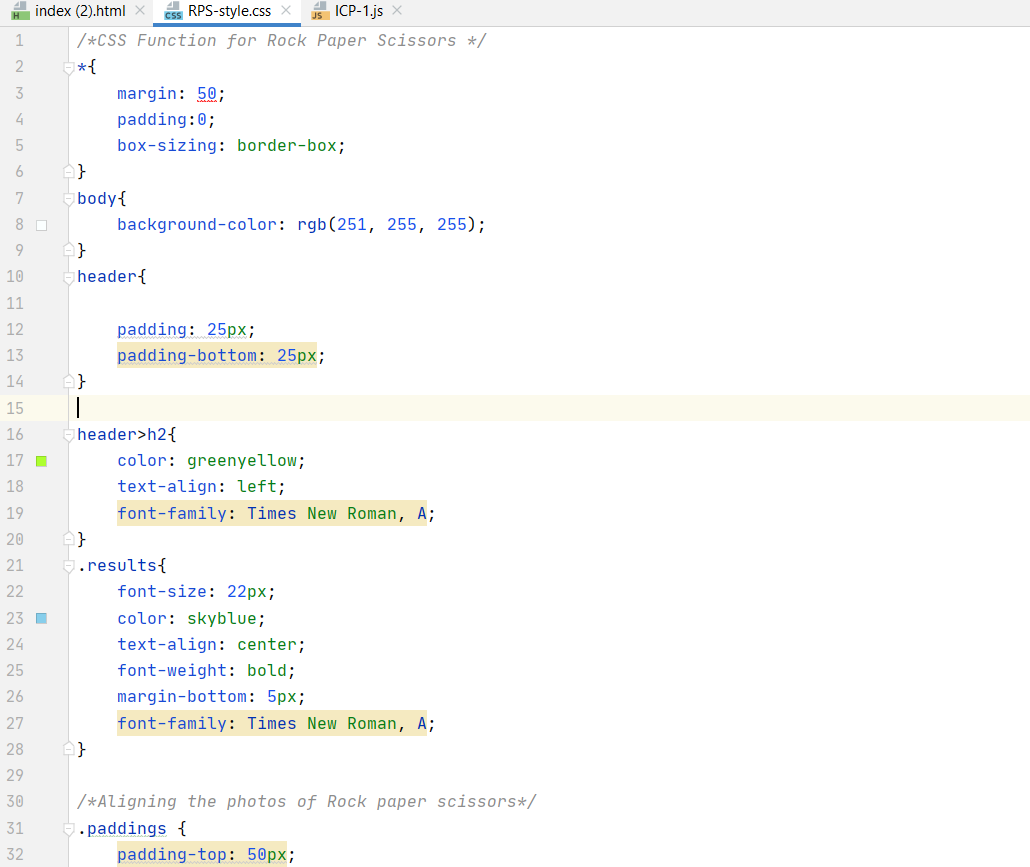 index (2).html RPS-style.css ICP-1.js
1 /*CSS Function for Rock Paper Scissors */
2 *{
3 margin: 50;
4 padding:0;
5 box-sizing: border-box;
6 }
7 body{
8 background-color: rgb(251, 255, 255);
9 }
10 header{
11
12 padding: 25px;
13 padding-bottom: 25px;
14 }
15
16 header>h2{
17 color: greenyellow;
18 text-align: left;
19 font-family: Times New Roman, A;
20 }
21 .results{
22 font-size: 22px;
23 color: skyblue;
24 text-align: center;
25 font-weight: bold;
26 margin-bottom: 5px;
27 font-family: Times New Roman, A;
28 }
29
30 /*Aligning the photos of Rock paper scissors*/
31 .paddings {
32 padding-top: 50px;